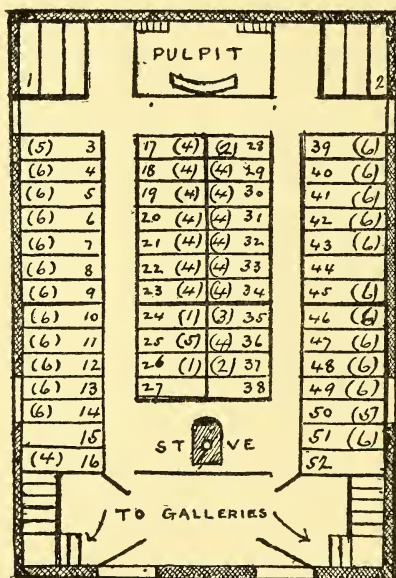 PULPIT
1 2
(5) 3 17 (4) (2) 28 39 (6)
(6) 4 18 (4) (4) 29 40 (6)
(6) 5 19 (4) (4) 30 41 (6)
(6) 6 20 (4) (4) 31 42 (6)
(6) 7 21 (4) (4) 32 43 (6)
(6) 8 22 (4) (4) 33 44
(6) 9 23 (4) (4) 34 45 (6)
(6) 10 24 (1) (3) 35 46 (6)
(6) 11 25 (5) (4) 36 47 (6)
(6) 12 26 (1) (2) 37 48 (6)
(6) 13 27 38 49 (6)
(6) 14 50 (5)
15 51 (6)
(4) 16 52
STOVE
TO GALLERIES